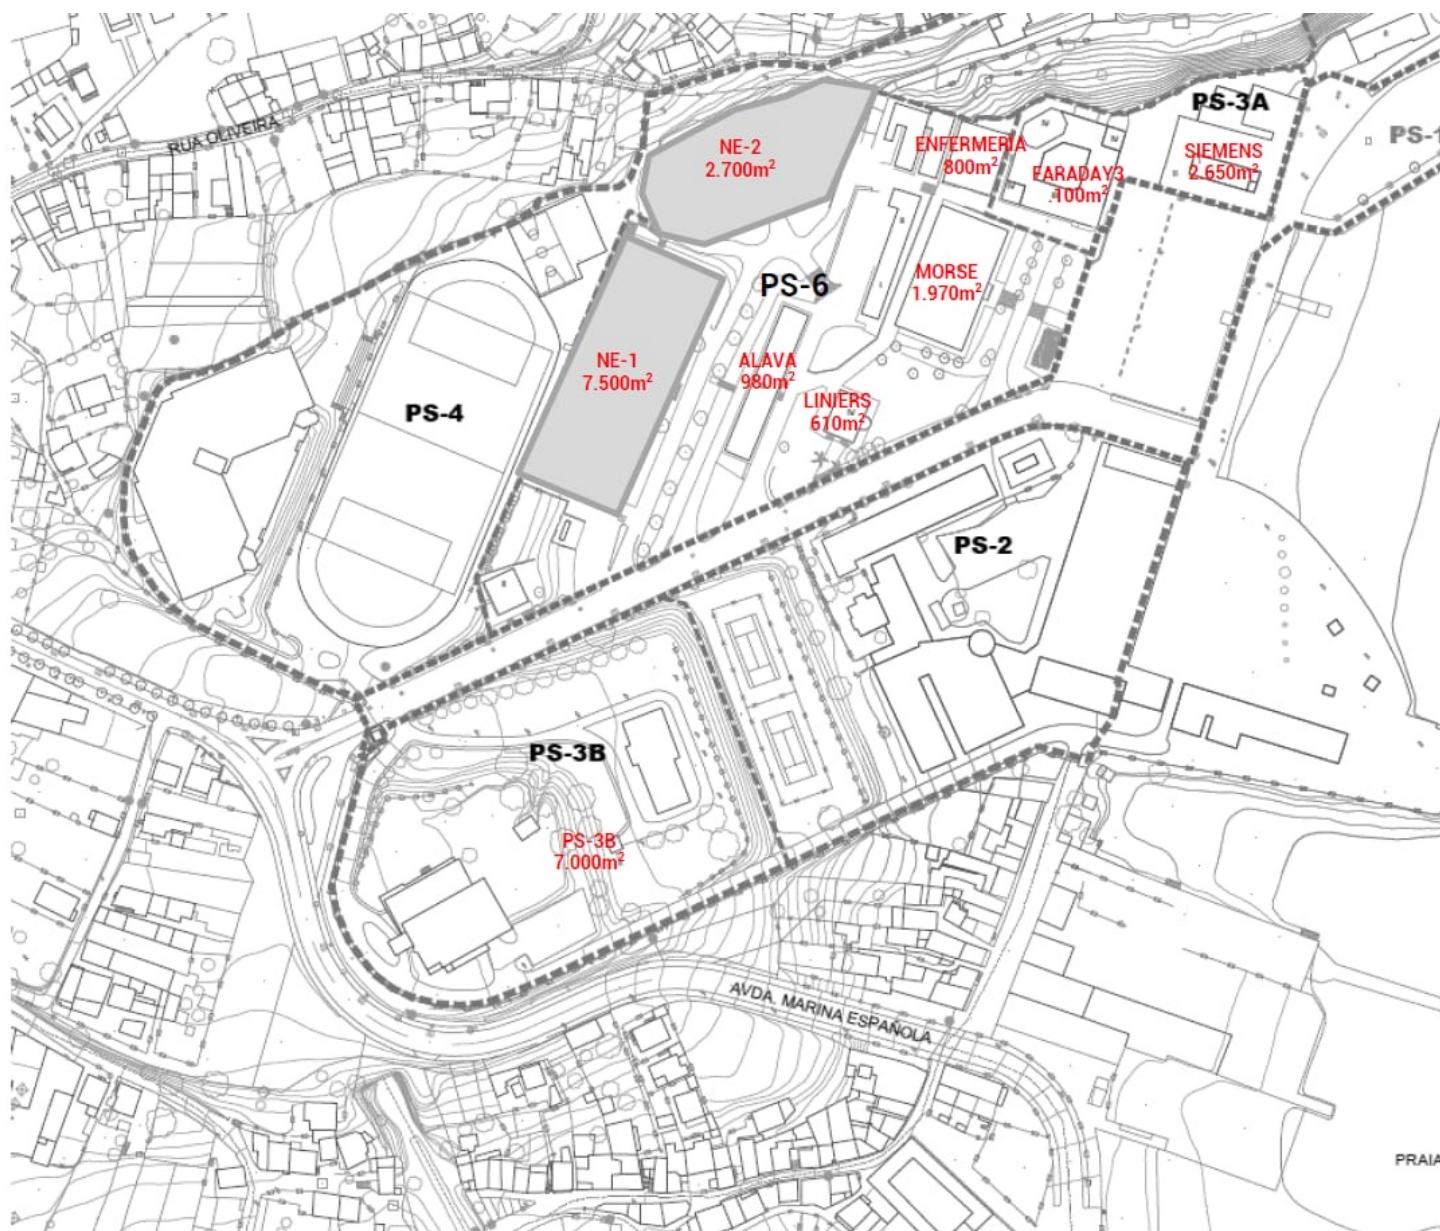 PS-3A
PS-1
RUA OLIVEIRA
NE-2
2.700m²
ENFERMERIA
800m²
FARADAY3
.100m²
SIEMENS
2.650m²
PS-6
MORSE
1.970m²
NE-1
7.500m²
ALAVA
980m²
LINIERS
610m²
PS-4
PS-2
PS-3B
PS-3B
7.000m²
AVDA. MARINA ESPAÑOLA
PRAIA